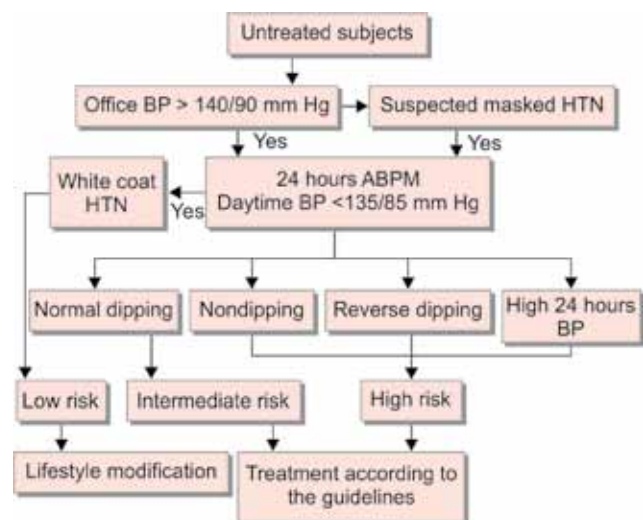 Untreated subjects
Office BP > 140/90 mm Hg
Suspected masked HTN
Yes
Yes
White coat
HTN
Yes
24 hours ABPM
Daytime BP <135/85 mm Hg
Normal dipping
Nondipping
Reverse dipping
High 24 hours
BP
Low risk
Intermediate risk
High risk
Lifestyle modification
Treatment according to
the guidelines